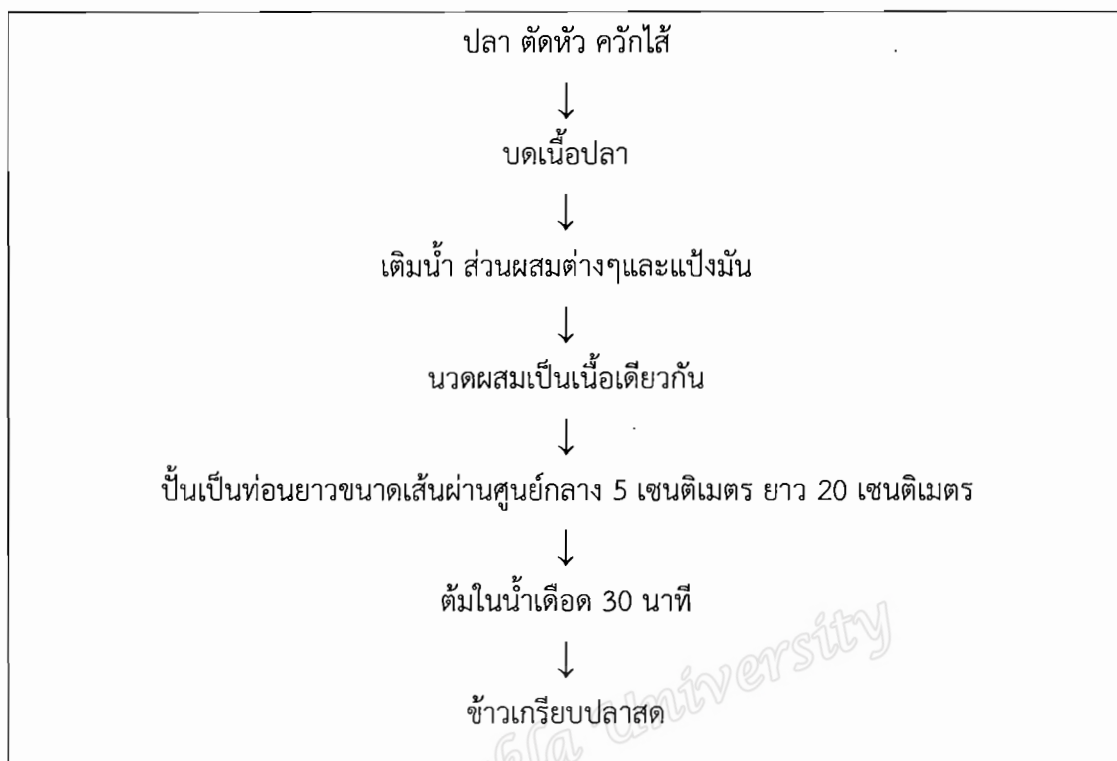 ปลา ตัดหัว ควักไส้
↓
บดเนื้อปลา
↓
เติมน้ำ ส่วนผสมต่างๆและแป้งมัน
↓
นวดผสมเป็นเนื้อเดียวกัน
↓
ปั้นเป็นท่อนยาวขนาดเส้นผ่านศูนย์กลาง 5 เซนติเมตร ยาว 20 เซนติเมตร
↓
ต้มในน้ำเดือด 30 นาที
↓
ข้าวเกรียบปลาสด
University